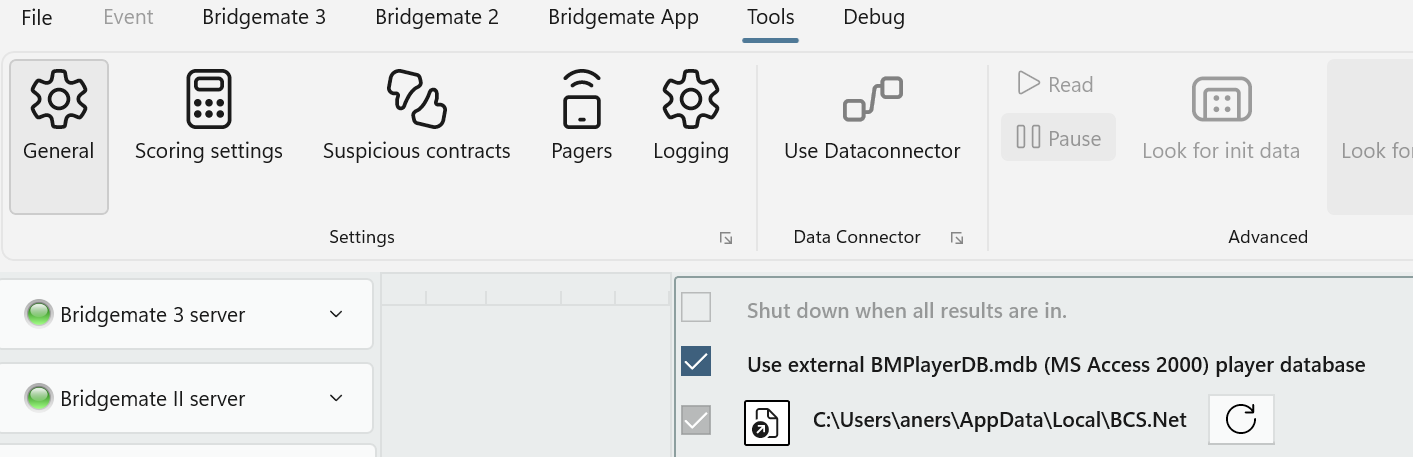 File Event Bridgemate 3 Bridgemate 2 Bridgemate App Tools Debug
Read
Pause
General Scoring settings Suspicious contracts Pagers Logging Use Dataconnector Look for init data Look for
Settings Data Connector Advanced
Bridgemate 3 server
Shut down when all results are in.
Use external BMPlayerDB.mdb (MS Access 2000) player database
Bridgemate II server
C:\Users\aners\AppData\Local\BCS.Net